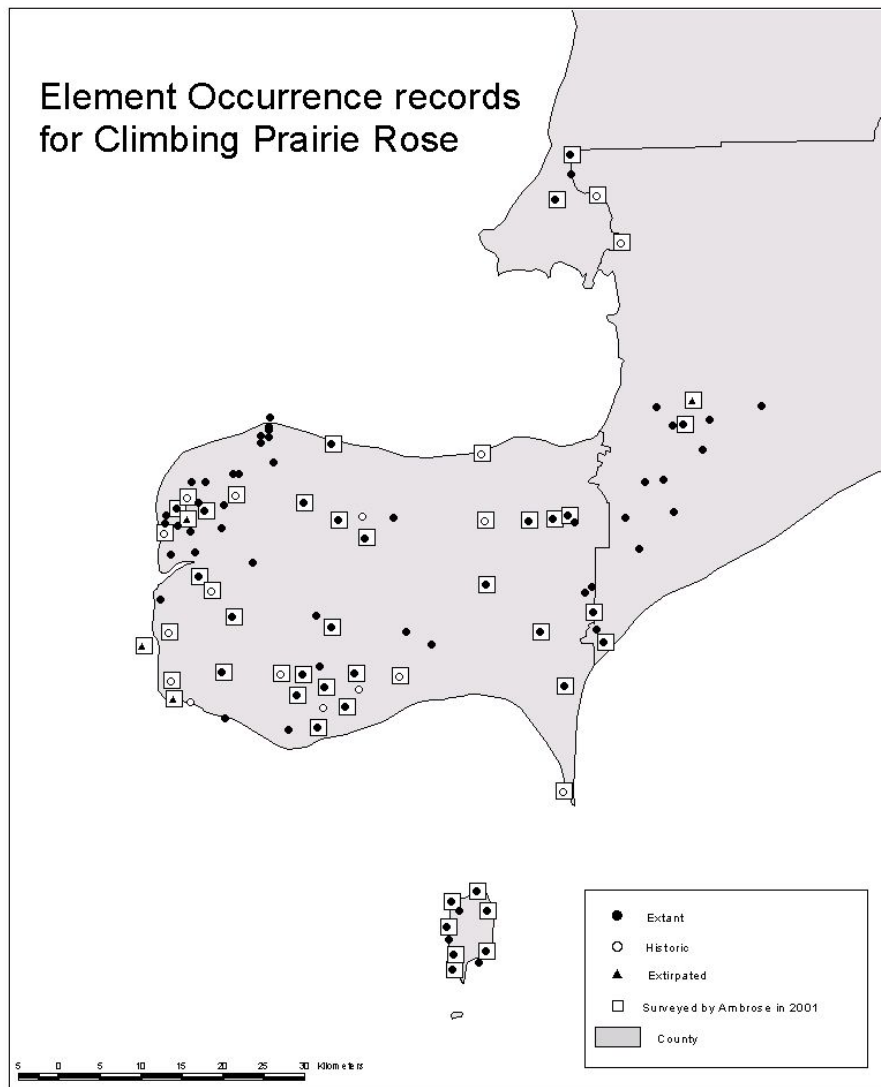 Element Occurrence records
for Climbing Prairie Rose
Extant
Historic
Extirpated
Surveyed by Ambrose in 2001
County
5 0 5 10 15 20 25 30 Kilometers